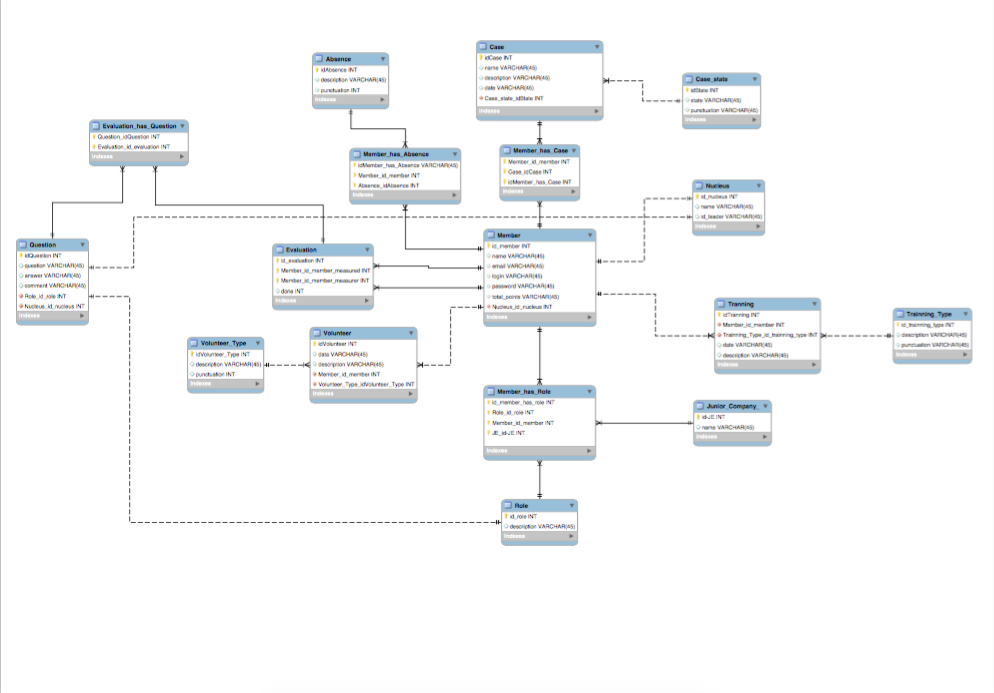 Absence
idAbsence INT
description VARCHAR(45)
punctuation INT
Indexes
Case
idCase INT
name VARCHAR(45)
description VARCHAR(45)
date VARCHAR(45)
Case_state_idState INT
Indexes
Case_state
idState INT
state VARCHAR(45)
punctuation VARCHAR(45)
Indexes
Evaluation_has_Question
Question_idQuestion INT
Evaluation_id_evaluation INT
Indexes
Member_has_Absence
idMember_has_Absence VARCHAR(45)
Member_id_member INT
Absence_idAbsence INT
Indexes
Member_has_Case
Member_id_member INT
Case_idCase INT
idMember_has_Case INT
Indexes
Nucleus
id_nucleus INT
name VARCHAR(45)
id_leader VARCHAR(45)
Indexes
Question
idQuestion INT
question VARCHAR(45)
answer VARCHAR(45)
comment VARCHAR(45)
Role_id_role INT
Nucleus_id_nucleus INT
Indexes
Evaluation
id_evaluation INT
Member_id_member_measured INT
Member_id_member_measurer INT
done INT
Indexes
Member
id_member INT
name VARCHAR(45)
email VARCHAR(45)
login VARCHAR(45)
password VARCHAR(45)
total_points VARCHAR(45)
Nucleus_id_nucleus INT
Indexes
Tranning
idTranning INT
Member_id_member INT
Trainning_Type_id_trainning_type INT
date VARCHAR(45)
description VARCHAR(45)
Indexes
Trainning_Type
id_trainning_type INT
description VARCHAR(45)
punctuation VARCHAR(45)
Indexes
Volunteer_Type
idVolunteer_Type INT
description VARCHAR(45)
punctuation INT
Indexes
Volunteer
idVolunteer INT
data VARCHAR(45)
description VARCHAR(45)
Member_id_member INT
Volunteer_Type_idVolunteer_Type INT
Indexes
Member_has_Role
id_member_has_role INT
Role_id_role INT
Member_id_member INT
JE_id-JE INT
Indexes
Junior_Company_
id-JE INT
name VARCHAR(45)
Indexes
Role
id_role INT
description VARCHAR(45)
Indexes